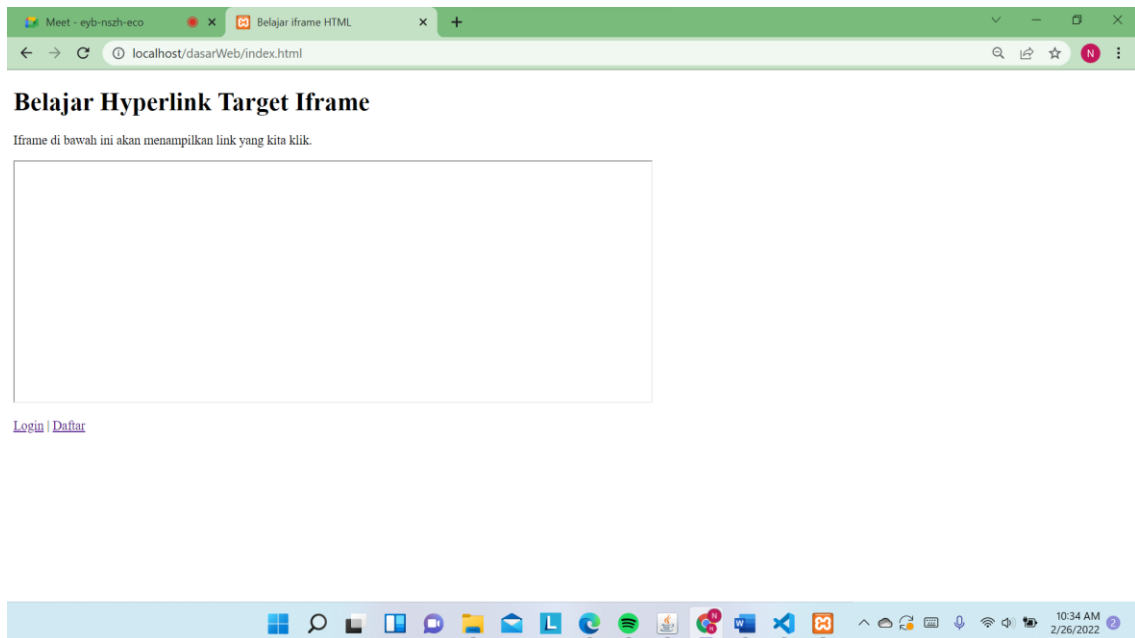 Meet - eyb-nszh-eco
Belajar iframe HTML
localhost/dasarWeb/index.html
N
Belajar Hyperlink Target Iframe
Iframe di bawah ini akan menampilkan link yang kita klik.
Login | Daftar
L
N
W
10:34 AM
2/26/2022
2